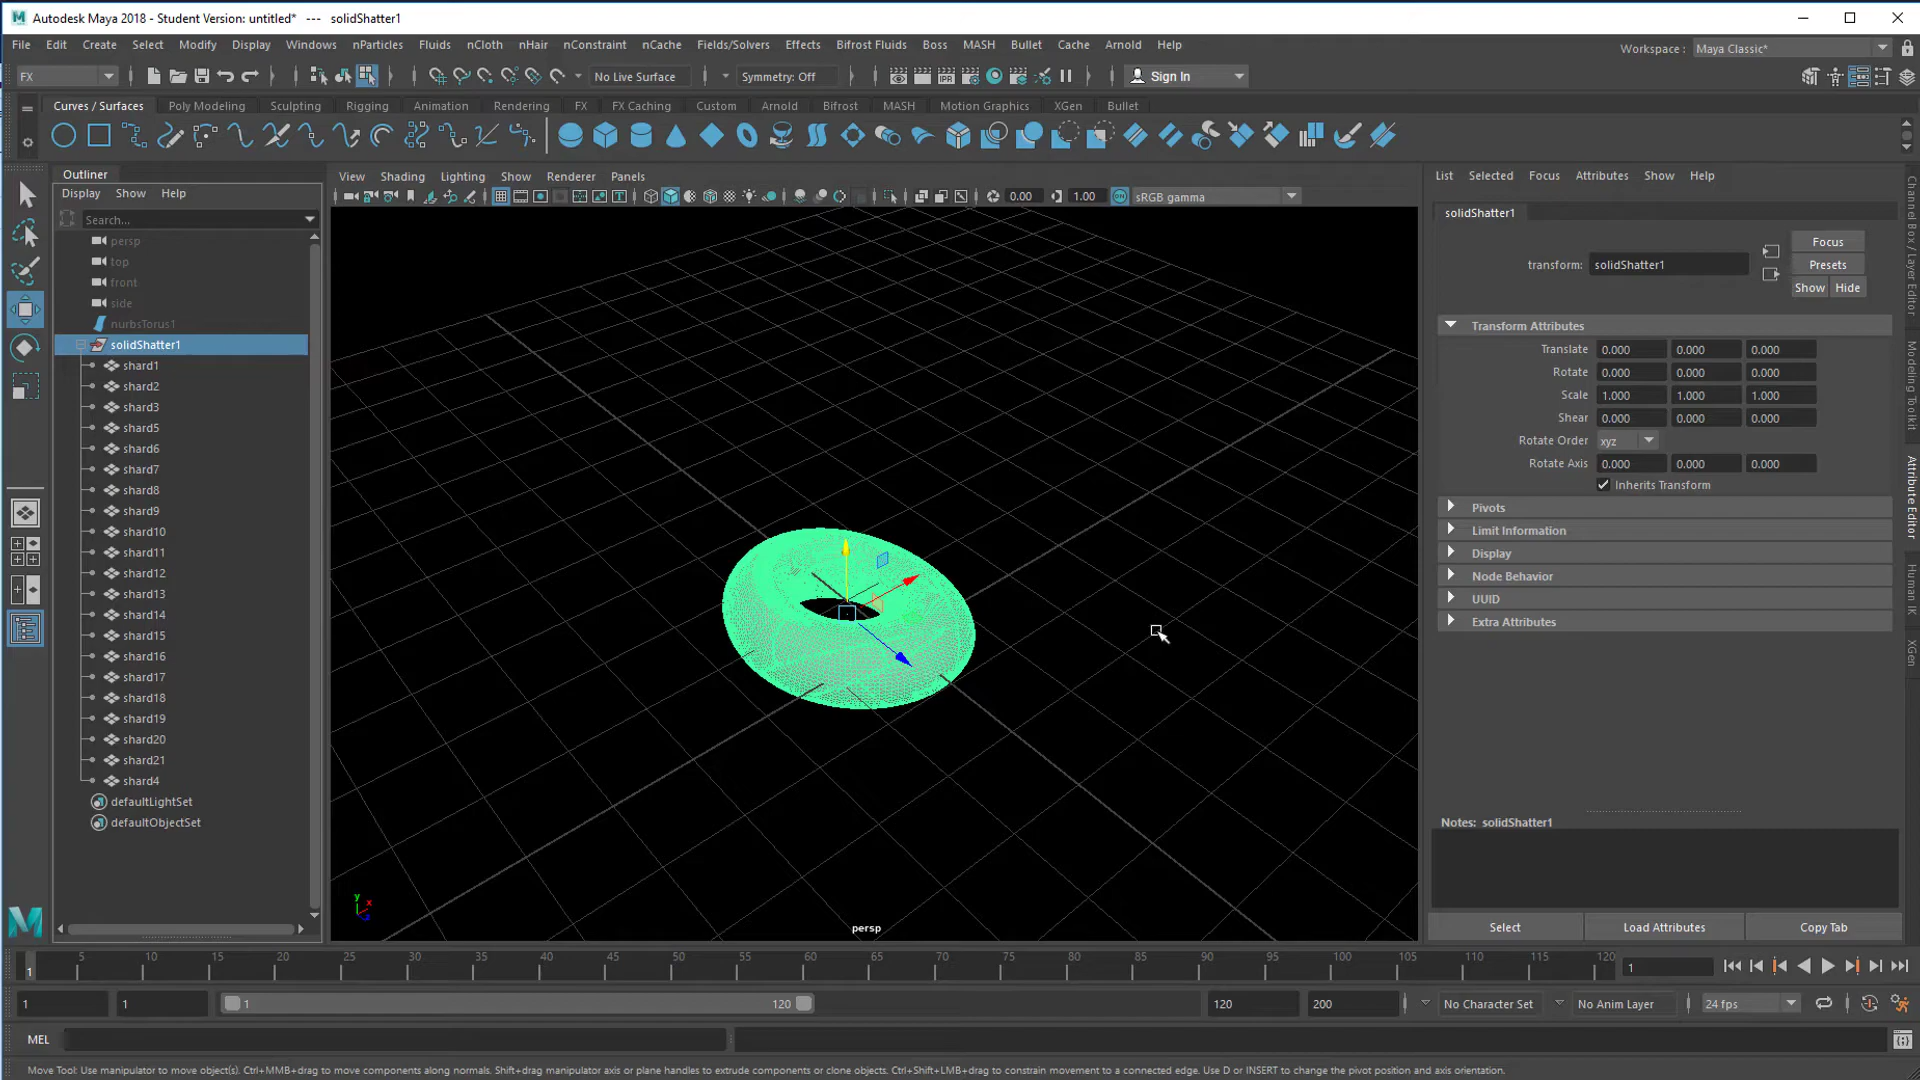 Autodesk Maya 2018 - Student Version: untitled* --- solidShatter1
File Edit Create Select Modify Display Windows nParticles Fluids nCloth nHair nConstraint nCache Fields/Solvers Effects Bifrost Fluids Boss MASH Bullet Cache Arnold Help
Workspace : Maya Classic*
FX No Live Surface Symmetry: Off Sign In
Curves / Surfaces Poly Modeling Sculpting Rigging Animation Rendering FX FX Caching Custom Arnold Bifrost MASH Motion Graphics XGen Bullet
Outliner
Display Show Help
Search...
persp
top
front
side
nurbsTorus1
solidShatter1
shard1
shard2
shard3
shard5
shard6
shard7
shard8
shard9
shard10
shard11
shard12
shard13
shard14
shard15
shard16
shard17
shard18
shard19
shard20
shard21
shard4
defaultLightSet
defaultObjectSet
View Shading Lighting Show Renderer Panels
0.00 1.00 sRGB gamma
y x
persp
List Selected Focus Attributes Show Help
solidShatter1
transform: solidShatter1
Focus
Presets
Show Hide
Transform Attributes
Translate 0.000 0.000 0.000
Rotate 0.000 0.000 0.000
Scale 1.000 1.000 1.000
Shear 0.000 0.000 0.000
Rotate Order xyz
Rotate Axis 0.000 0.000 0.000
Inherits Transform
Pivots
Limit Information
Display
Node Behavior
UUID
Extra Attributes
Notes: solidShatter1
Select Load Attributes Copy Tab
Channel Box / Layer Editor
Modeling Toolkit
Attribute Editor
Human IK
XGen
1 5 10 15 20 25 30 35 40 45 50 55 60 65 70 75 80 85 90 95 100 105 110 115 120 1
1 1 1 120 120 200 No Character Set No Anim Layer 24 fps
MEL
Move Tool: Use manipulator to move object(s). Ctrl+MMB+drag to move components along normals. Shift+drag manipulator axis or plane handles to extrude components or clone objects. Ctrl+Shift+LMB+drag to constrain movement to a connected edge. Use D or INSERT to change the pivot position and axis orientation.